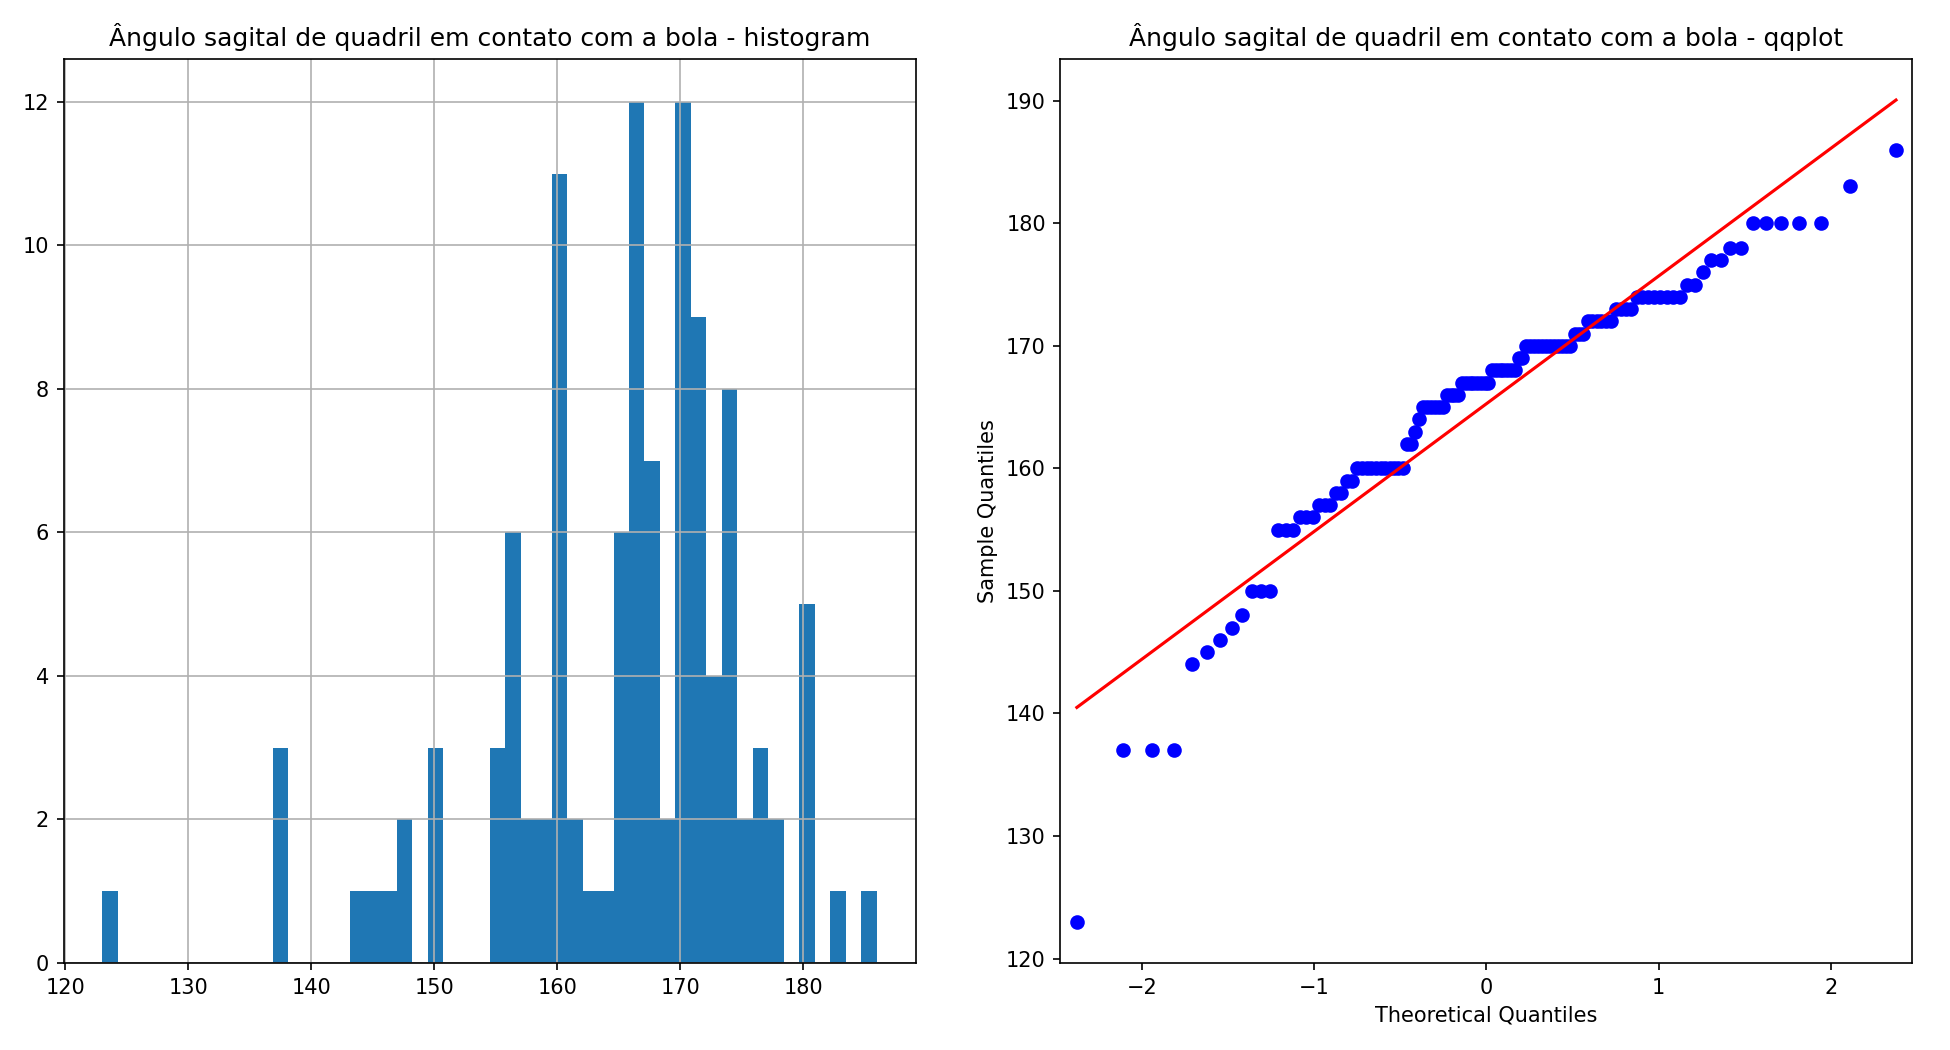 Ângulo sagital de quadril em contato com a bola - histogram
12
10
8
6
4
2
0
120 130 140 150 160 170 180
Ângulo sagital de quadril em contato com a bola - qqplot
Sample Quantiles
190
180
170
160
150
140
130
120
−2 −1 0 1 2
Theoretical Quantiles